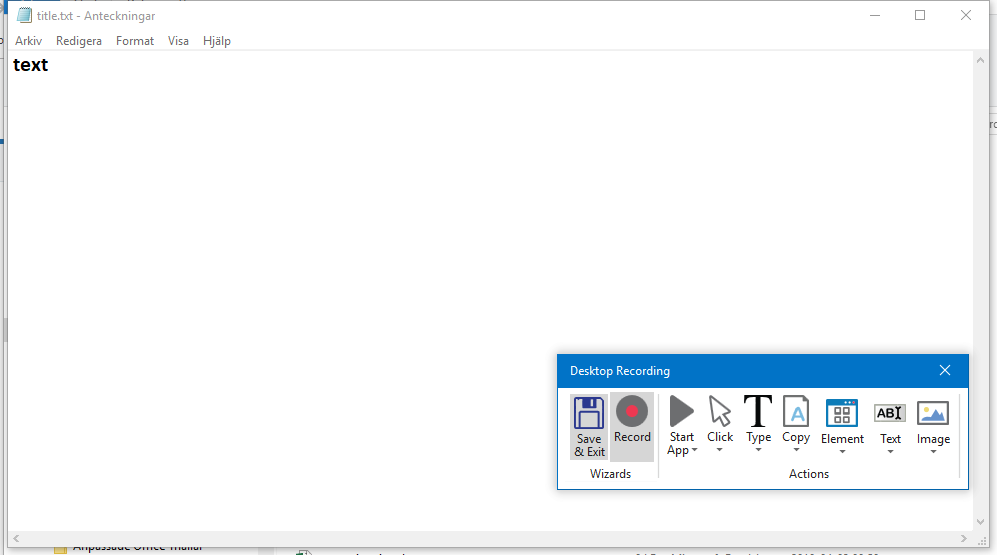 title.txt - Anteckningar
Arkiv Redigera Format Visa Hjälp
text
Desktop Recording
Save & Exit
Record
Start App
Click
Type
Copy
Element
Text
Image
Wizards
Actions
Anpassade Office-mallar